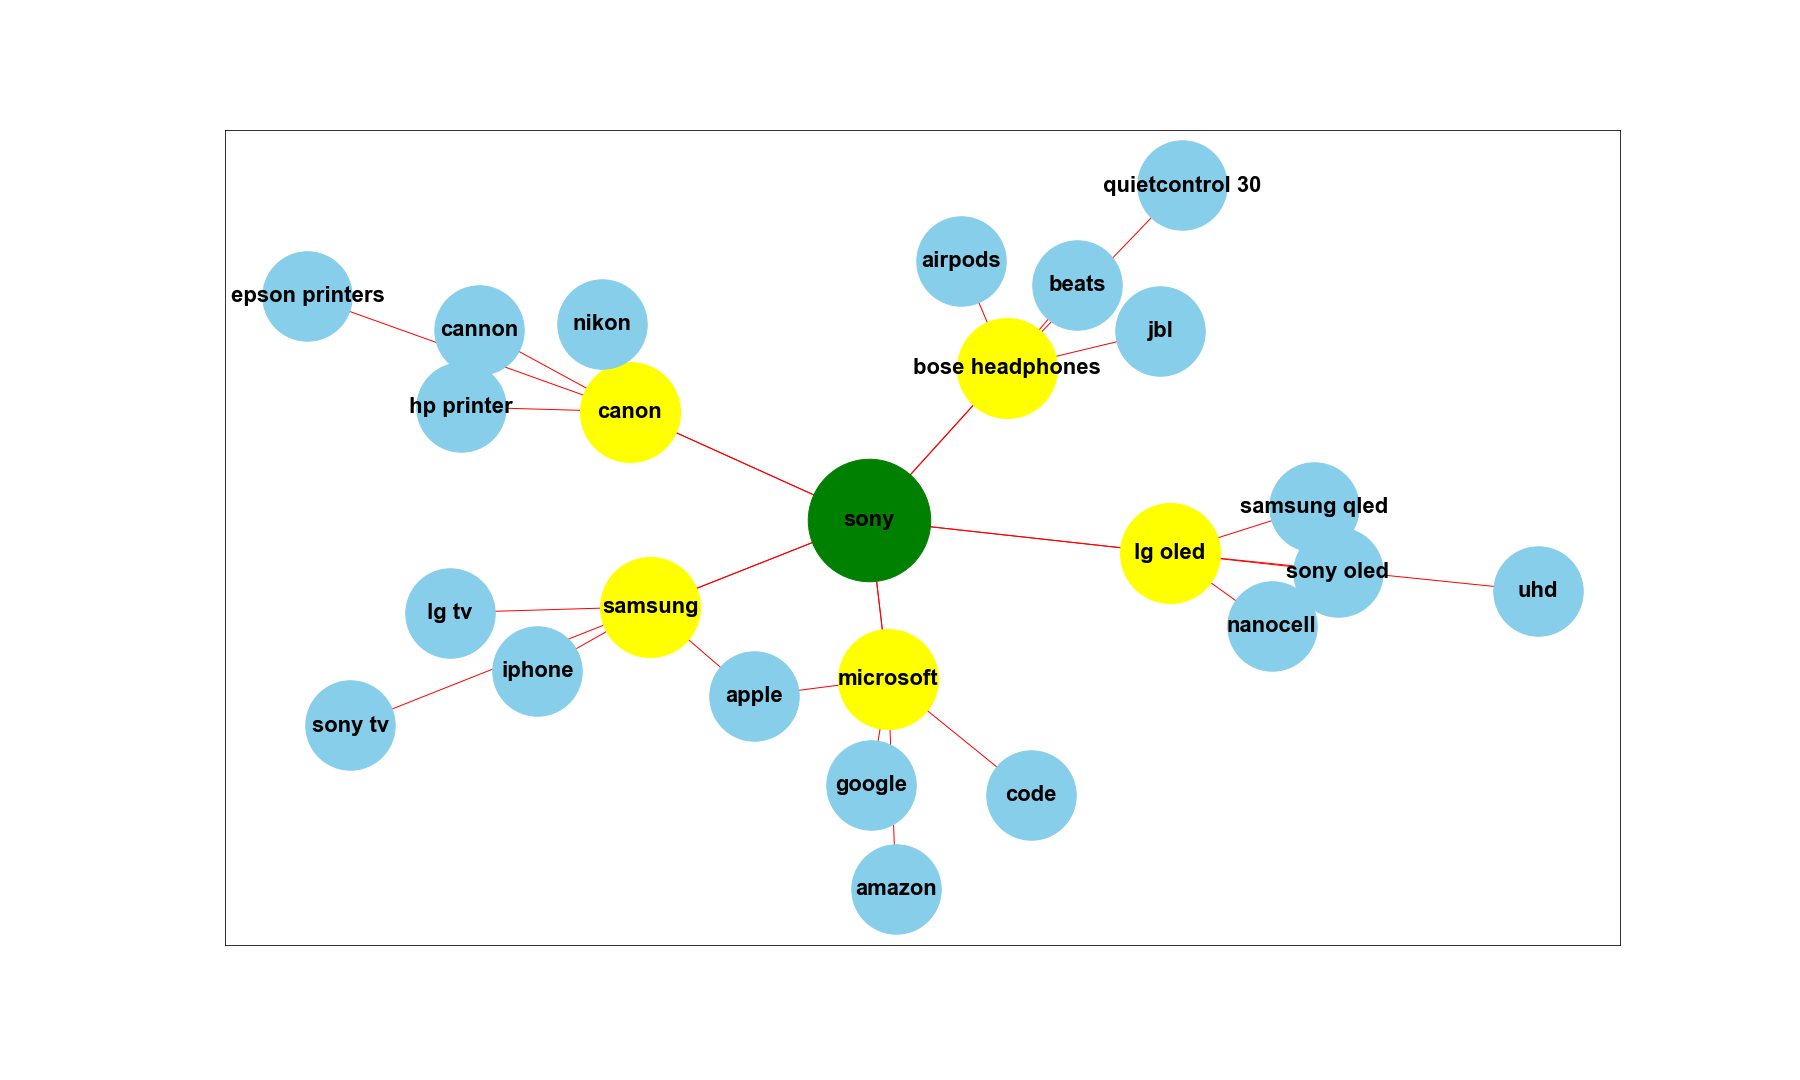 quietcontrol 30
airpods
beats
epson printers
nikon
cannon
jbl
bose headphones
hp printer
canon
samsung qled
sony
lg oled
sony oled
uhd
samsung
lg tv
nanocell
iphone
microsoft
apple
sony tv
google
code
amazon